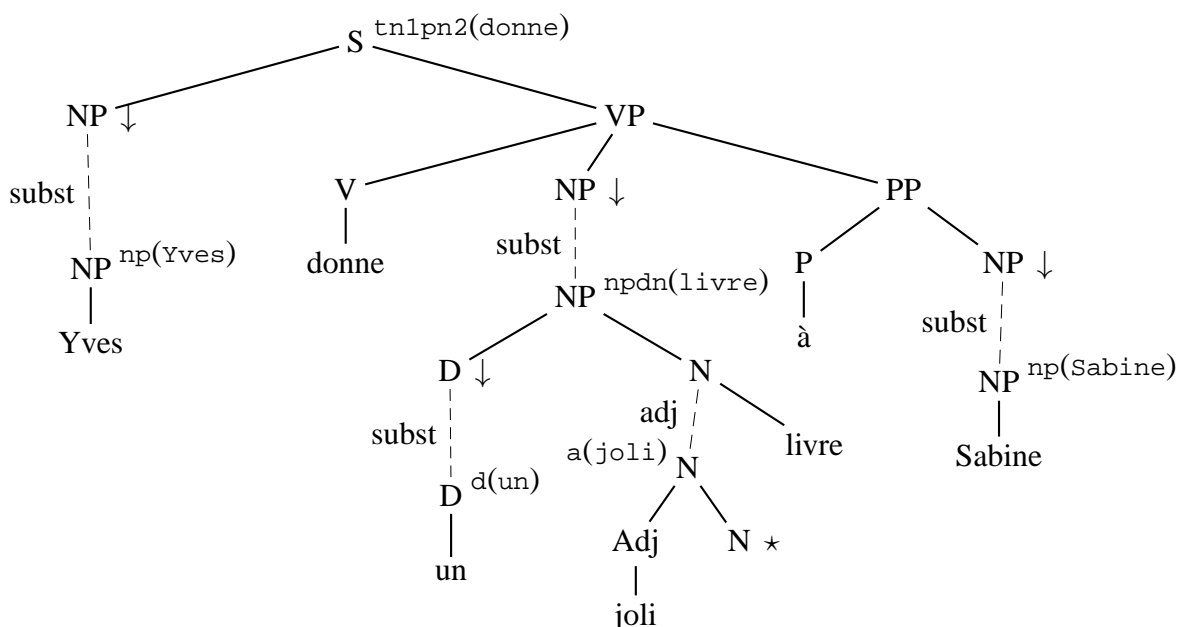 S tn1pn2(donne)
NP ↓ VP
subst V NP ↓ PP
NP np(Yves) donne subst P NP ↓
Yves NP npdn(livre) à subst
D ↓ N NP np(Sabine)
subst adj livre Sabine
D d(un) a(joli) N
un Adj N ⋆
joli